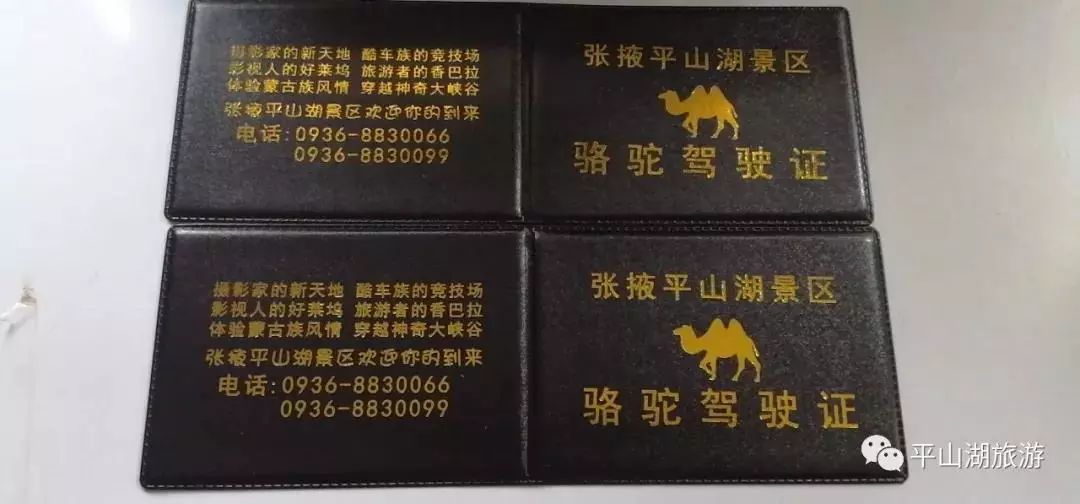 摄影家的新天地 酷车族的竞技场
影视人的好莱坞 旅游者的香巴拉
体验蒙古族风情 穿越神奇大峡谷
张掖平山湖景区欢迎你的到来
电话:0936-8830066
0936-8830099
张掖平山湖景区
骆驼驾驶证
摄影家的新天地 酷车族的竞技场
影视人的好莱坞 旅游者的香巴拉
体验蒙古族风情 穿越神奇大峡谷
张掖平山湖景区欢迎你的到来
电话:0936-8830066
0936-8830099
张掖平山湖景区
骆驼驾驶证
平山湖旅游